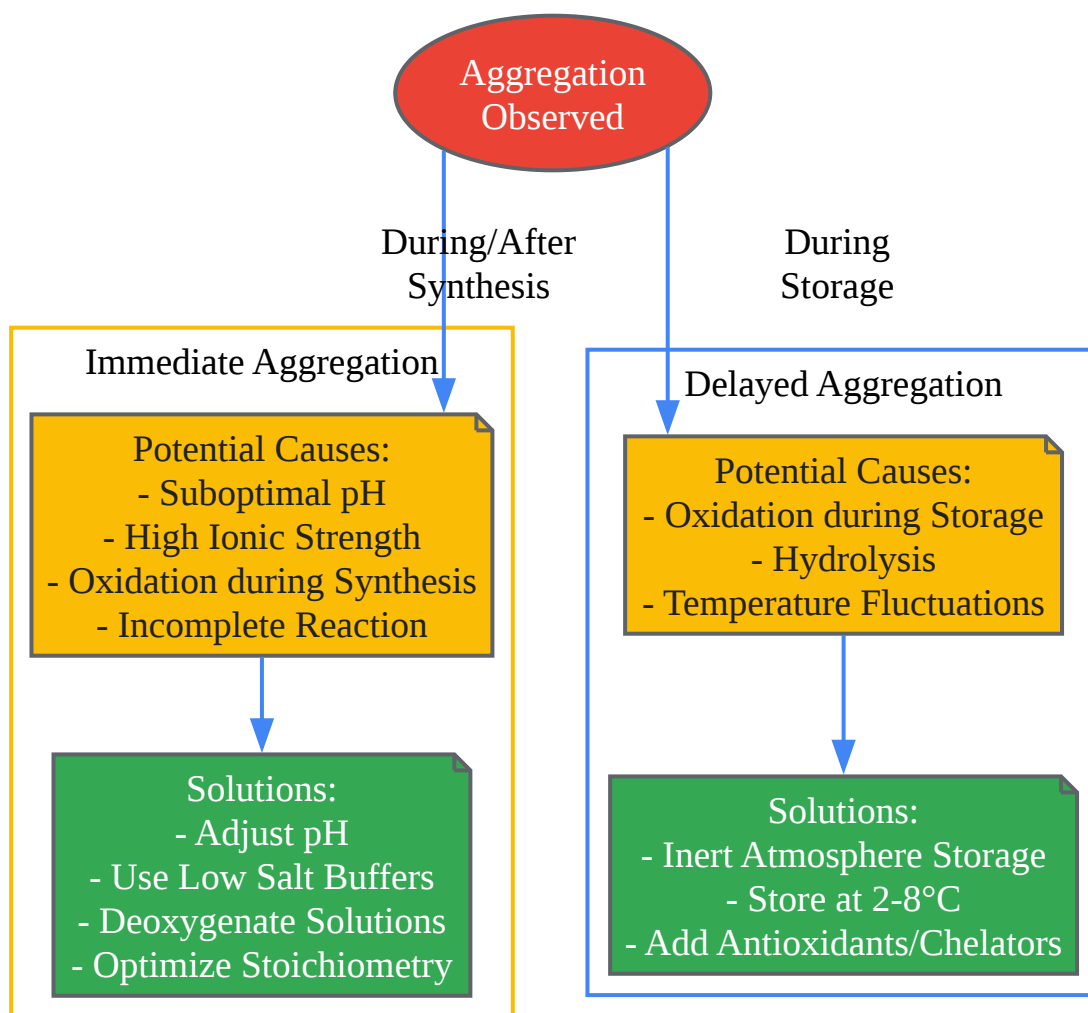 Aggregation
Observed
During/After
Synthesis
During
Storage
Immediate Aggregation
Potential Causes:
- Suboptimal pH
- High Ionic Strength
- Oxidation during Synthesis
- Incomplete Reaction
Solutions:
- Adjust pH
- Use Low Salt Buffers
- Deoxygenate Solutions
- Optimize Stoichiometry
Delayed Aggregation
Potential Causes:
- Oxidation during Storage
- Hydrolysis
- Temperature Fluctuations
Solutions:
- Inert Atmosphere Storage
- Store at 2-8°C
- Add Antioxidants/Chelators